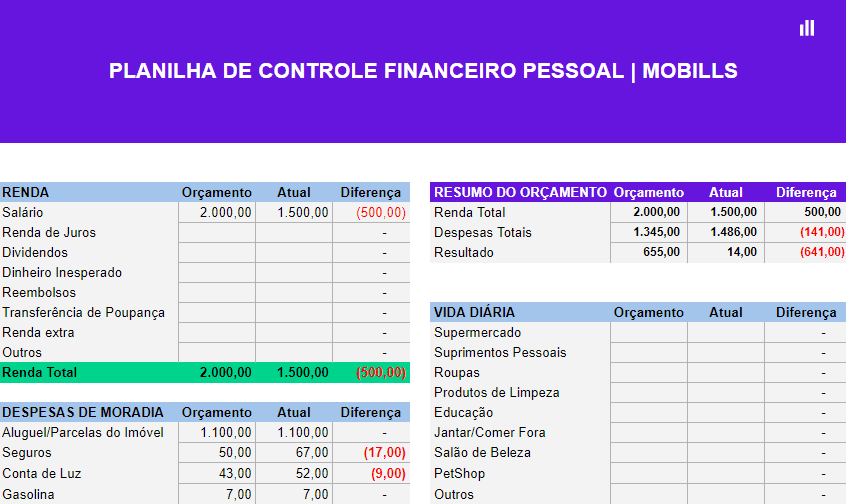 PLANILHA DE CONTROLE FINANCEIRO PESSOAL | MOBILLS
RENDA Orçamento Atual Diferença
Salário 2.000,00 1.500,00 (500,00)
Renda de Juros -
Dividendos -
Dinheiro Inesperado -
Reembolsos -
Transferência de Poupança -
Renda extra -
Outros -
Renda Total 2.000,00 1.500,00 (500,00)
DESPESAS DE MORADIA Orçamento Atual Diferença
Aluguel/Parcelas do Imóvel 1.100,00 1.100,00 -
Seguros 50,00 67,00 (17,00)
Conta de Luz 43,00 52,00 (9,00)
Gasolina 7,00 7,00 -
RESUMO DO ORÇAMENTO Orçamento Atual Diferença
Renda Total 2.000,00 1.500,00 500,00
Despesas Totais 1.345,00 1.486,00 (141,00)
Resultado 655,00 14,00 (641,00)
VIDA DIÁRIA Orçamento Atual Diferença
Supermercado -
Suprimentos Pessoais -
Roupas -
Produtos de Limpeza -
Educação -
Jantar/Comer Fora -
Salão de Beleza -
PetShop -
Outros -